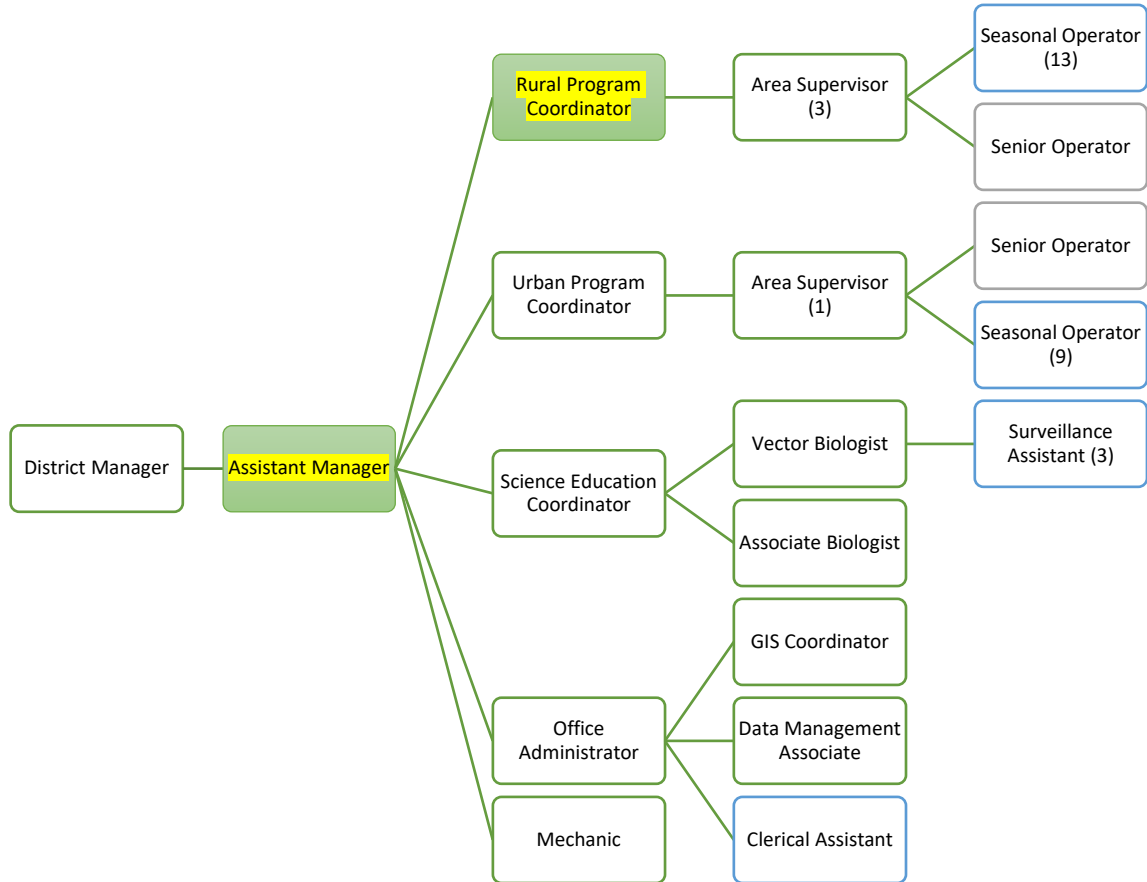 District Manager
Assistant Manager
Rural Program
Coordinator
Area Supervisor
(3)
Seasonal Operator
(13)
Senior Operator
Urban Program
Coordinator
Area Supervisor
(1)
Senior Operator
Seasonal Operator
(9)
Science Education
Coordinator
Vector Biologist
Surveillance
Assistant (3)
Associate Biologist
Office
Administrator
GIS Coordinator
Data Management
Associate
Clerical Assistant
Mechanic